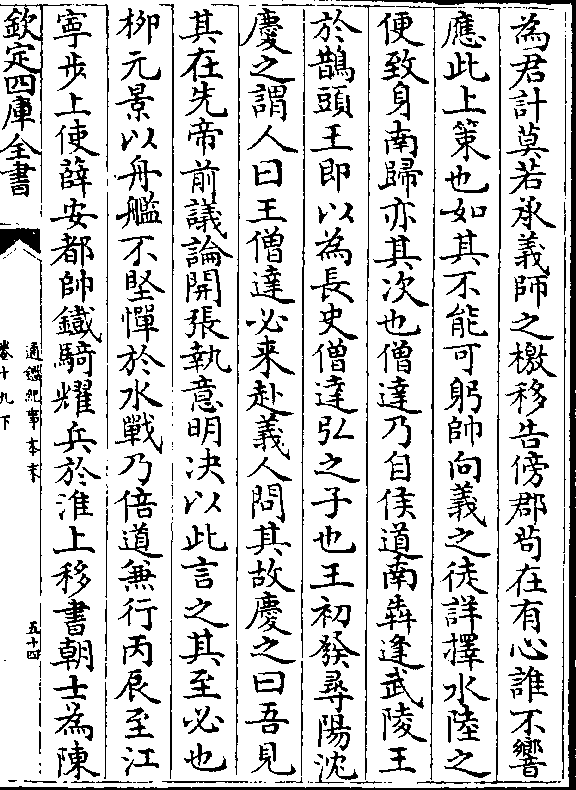 為君計莫若承義師之檄移告傍郡茍在有心誰不響
應此上策也如其不能可躬帥向義之徒詳擇水陸之
便致身南歸亦其次也僧達乃自𠊱道南奔逢武陵王
於鵲頭王即以為長史僧達弘之子也王初發尋陽沈
慶之謂人曰王僧達必来赴義人問其故慶之曰吾見
其在先帝前議論開張執意明决以此言之其至必也
柳元景以舟艦不堅憚於水戰乃倍道兼行丙辰至江
寧步上使薛安都帥鐵騎耀兵於淮上移書朝士為陳
欽定四庫全書
通鑑紀事本末
卷十九下
五十四